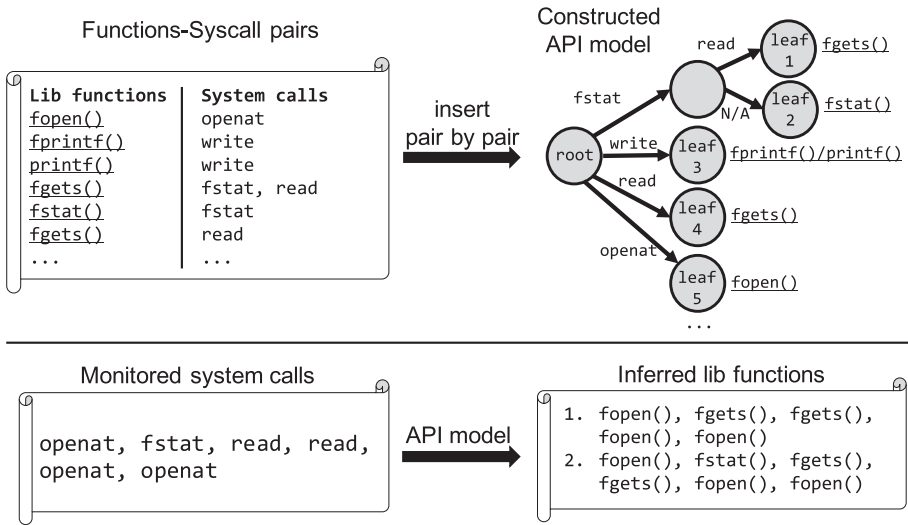 Functions-Syscall pairs
Lib functions System calls
fopen() openat
fprintf() write
printf() write
fgets() fstat, read
fstat() fstat
fgets() read
... ...
insert
pair by pair
Constructed
API model
root
fstat
write
read
openat
read
N/A
leaf
1
fgets()
leaf
2
fstat()
leaf
3
fprintf()/printf()
leaf
4
fgets()
leaf
5
fopen()
...
Monitored system calls
openat, fstat, read, read,
openat, openat
API model
Inferred lib functions
1. fopen(), fgets(), fgets(),
fopen(), fopen()
2. fopen(), fstat(), fgets(),
fgets(), fopen(), fopen()